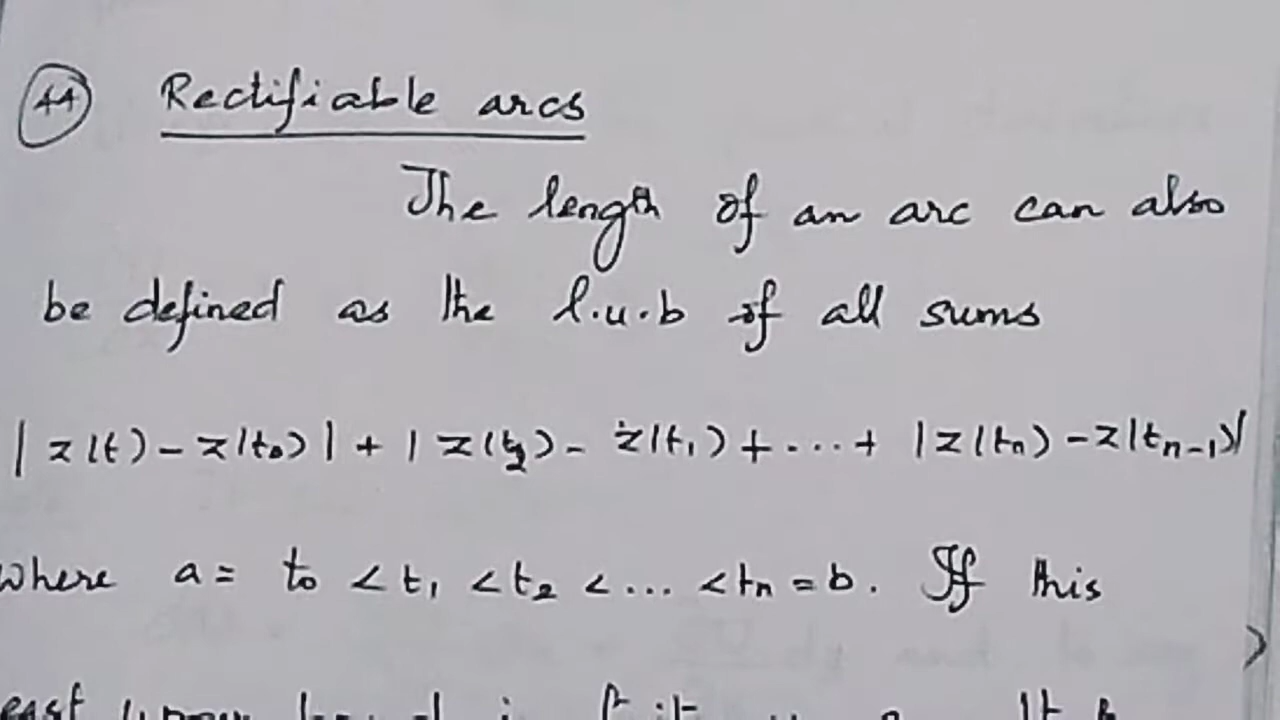 44 Rectifiable arcs
The length of an arc can also
be defined as the l.u.b of all sums
|z(t)-z(t₀)|+|z(t₂)-z(t₁)+...+|z(tₙ)-z(tₙ₋₁)|
where a = to <t₁ <t₂ <... <tn = b. If this